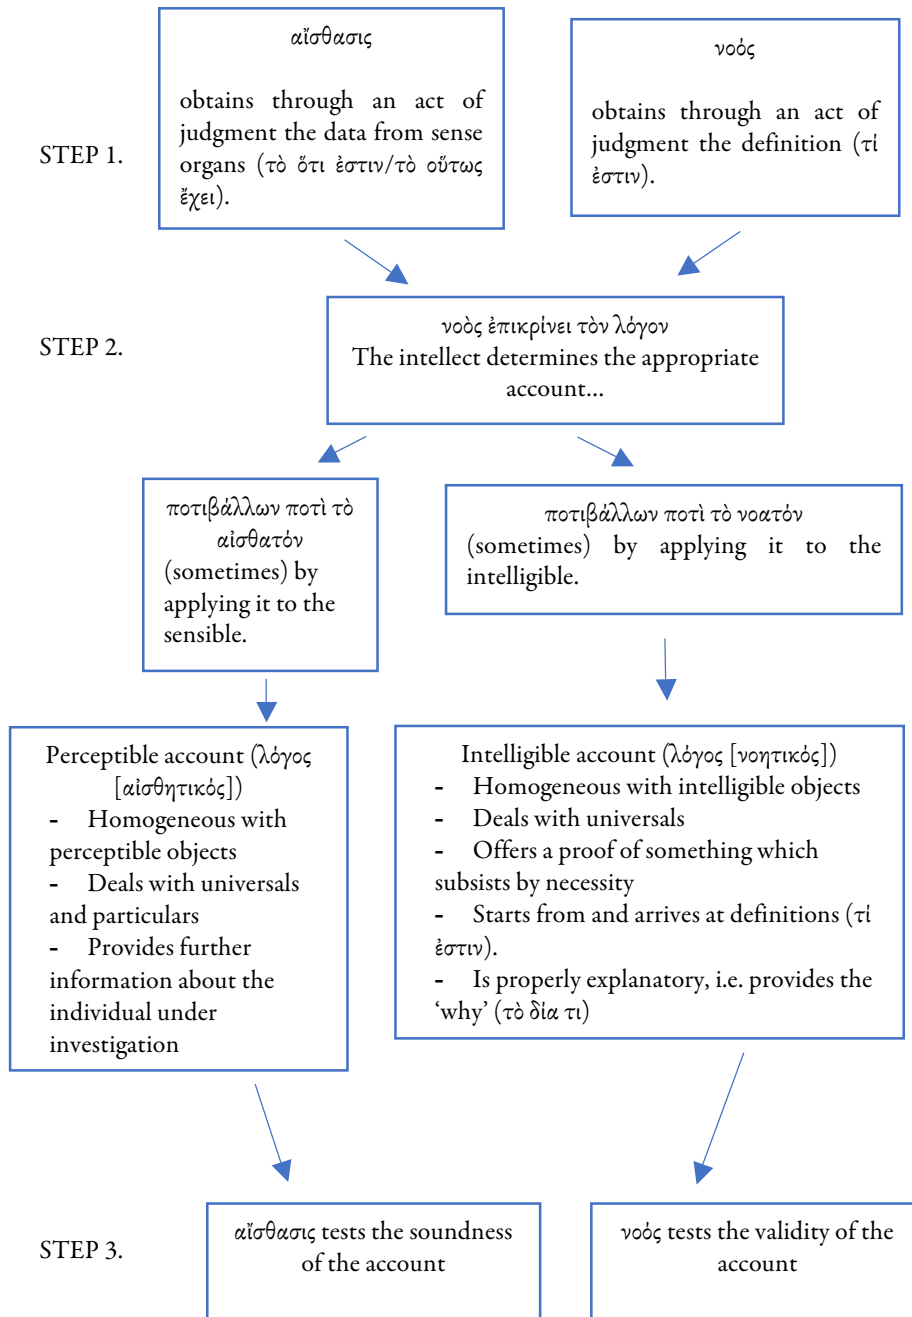 αἴσθασις
obtains through an act of
judgment the data from sense
organs (τὸ ὅτι ἐστιν/τὸ οὕτως
ἔχει).
νοός
obtains through an act of
judgment the definition (τί
ἐστιν).
STEP 1.
νοὸς ἐπικρίνει τὸν λόγον
The intellect determines the appropriate
account...
STEP 2.
ποτιβάλλων ποτὶ τὸ
αἰσθατόν
(sometimes) by
applying it to the
sensible.
ποτιβάλλων ποτὶ τὸ νοατόν
(sometimes) by applying it to the
intelligible.
Perceptible account (λόγος
[αἰσθητικός])
- Homogeneous with
perceptible objects
- Deals with universals
and particulars
- Provides further
information about the
individual under
investigation
Intelligible account (λόγος [νοητικός])
- Homogeneous with intelligible objects
- Deals with universals
- Offers a proof of something which
subsists by necessity
- Starts from and arrives at definitions (τί
ἐστιν).
- Is properly explanatory, i.e. provides the
‘why’ (τὸ δία τι)
STEP 3.
αἴσθασις tests the soundness
of the account
νοός tests the validity of the
account